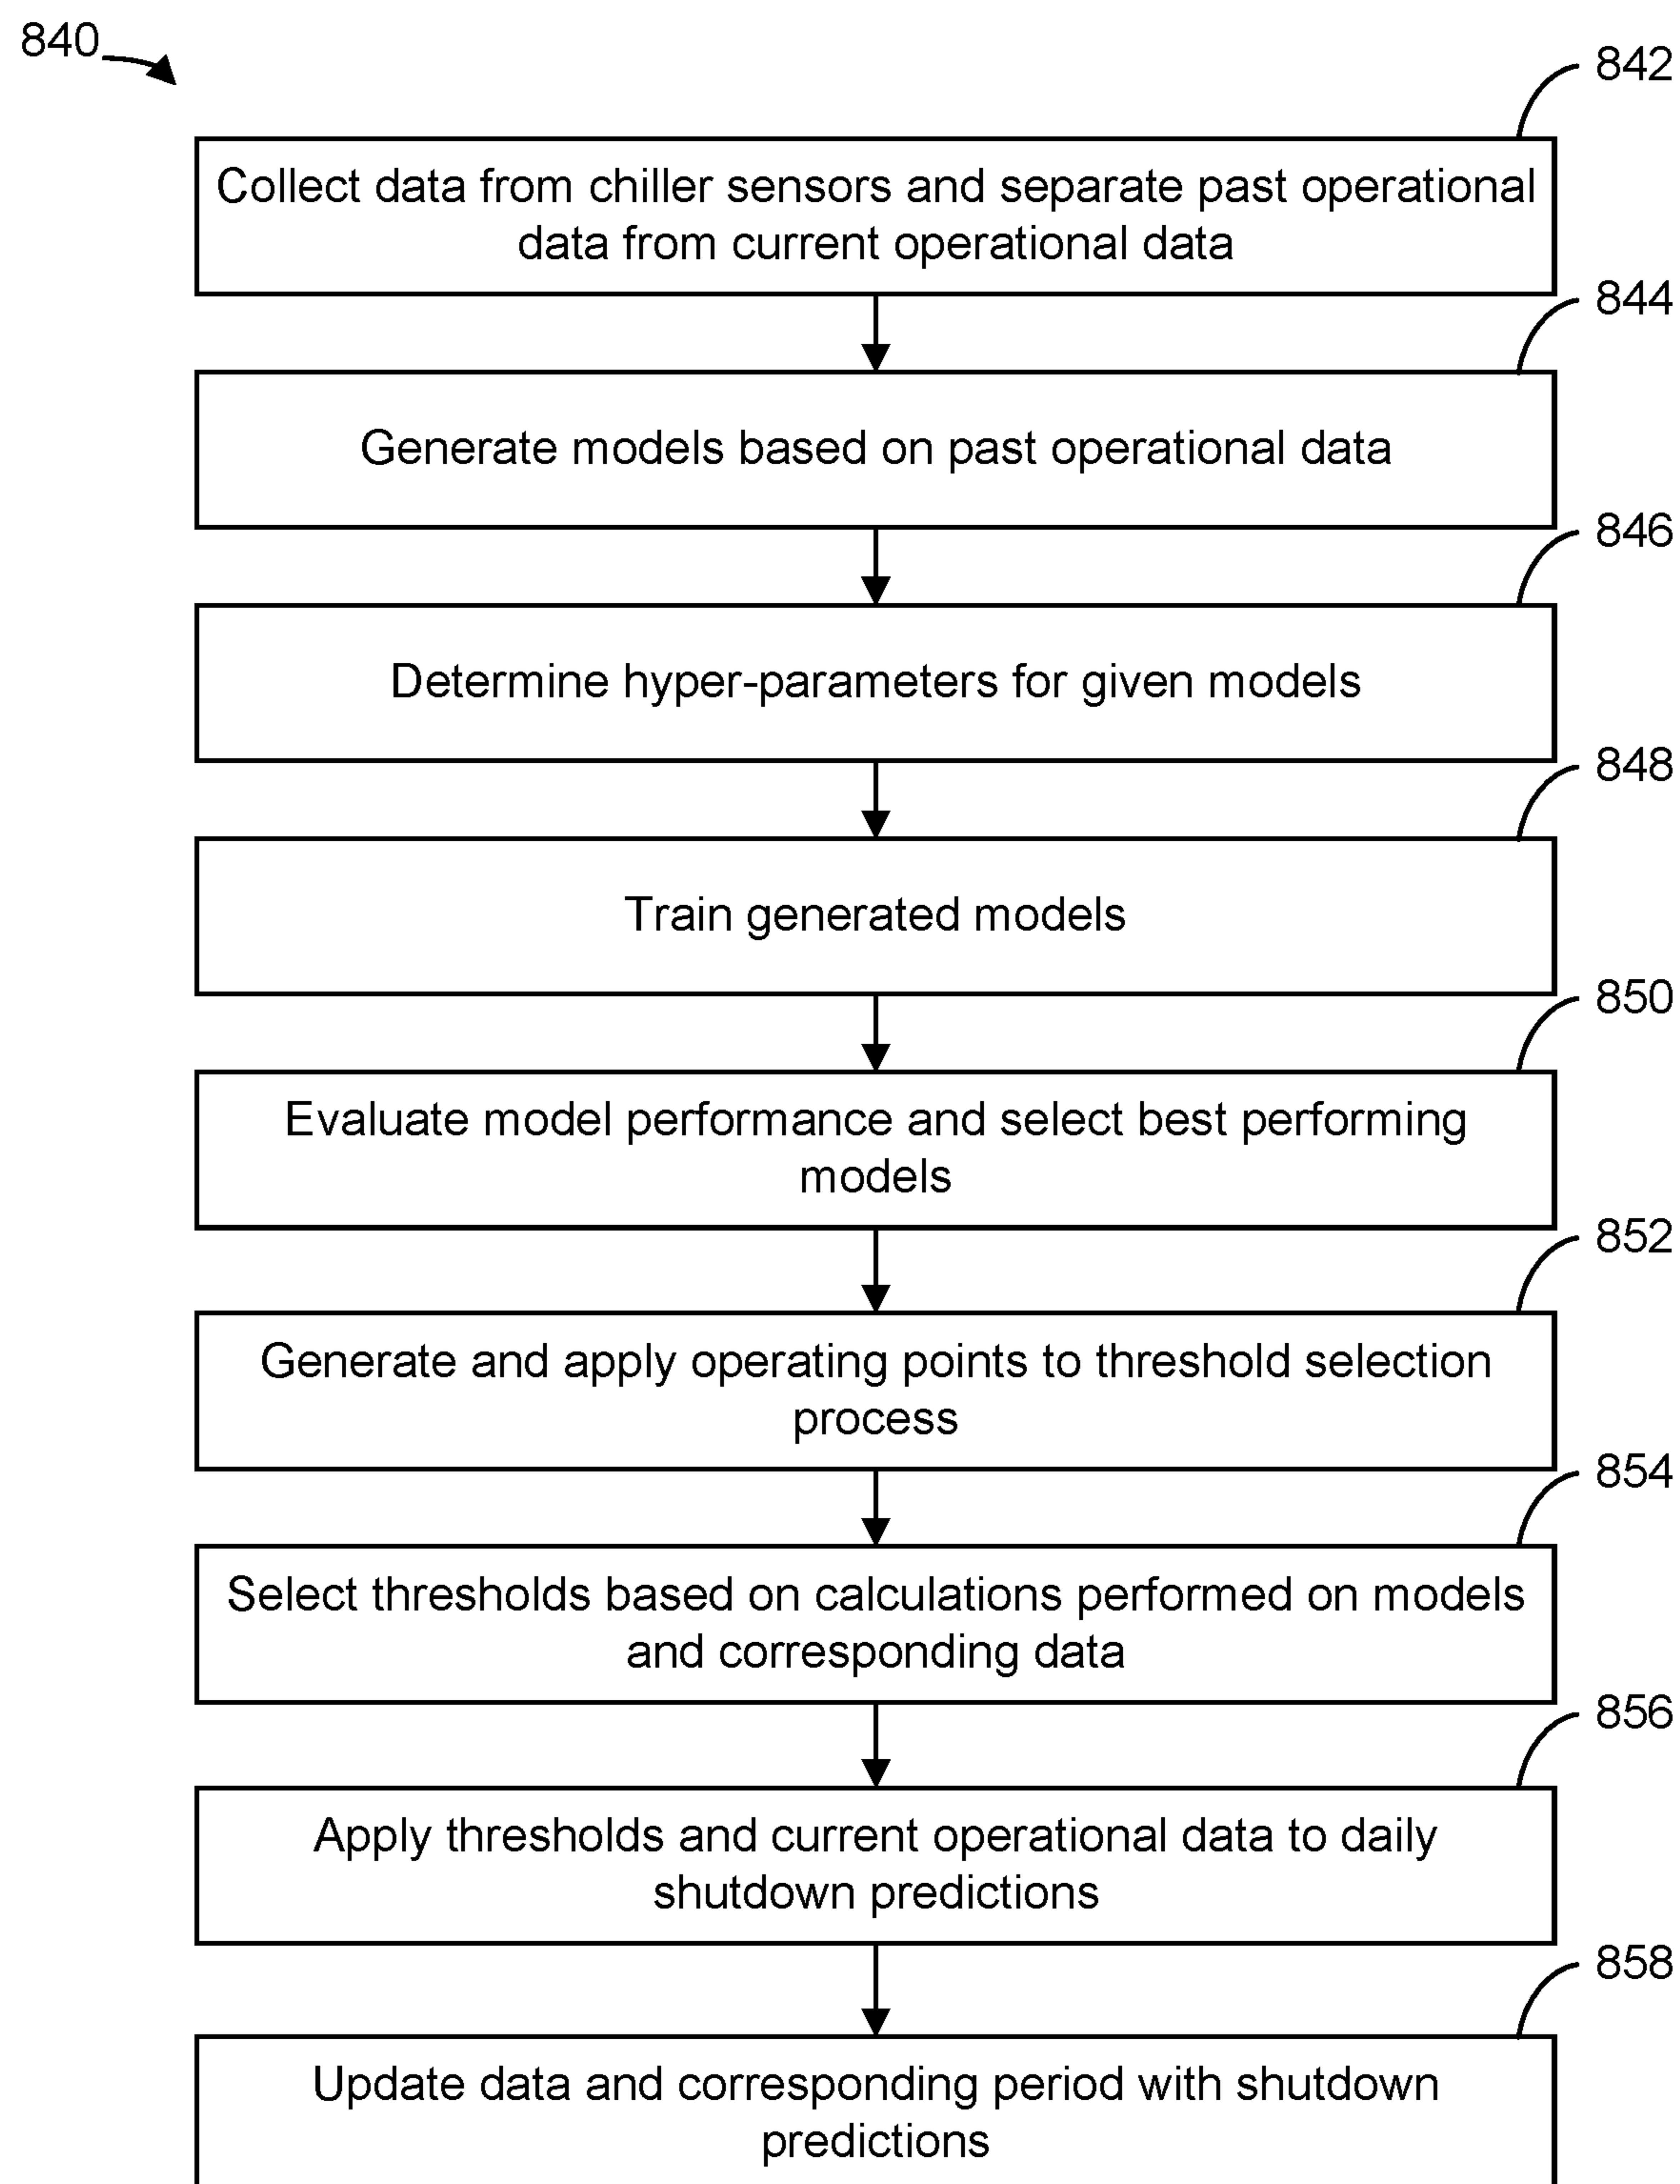 840
842
Collect data from chiller sensors and separate past operational
data from current operational data
844
Generate models based on past operational data
846
Determine hyper-parameters for given models
848
Train generated models
850
Evaluate model performance and select best performing
models
852
Generate and apply operating points to threshold selection
process
854
Select thresholds based on calculations performed on models
and corresponding data
856
Apply thresholds and current operational data to daily
shutdown predictions
858
Update data and corresponding period with shutdown
predictions